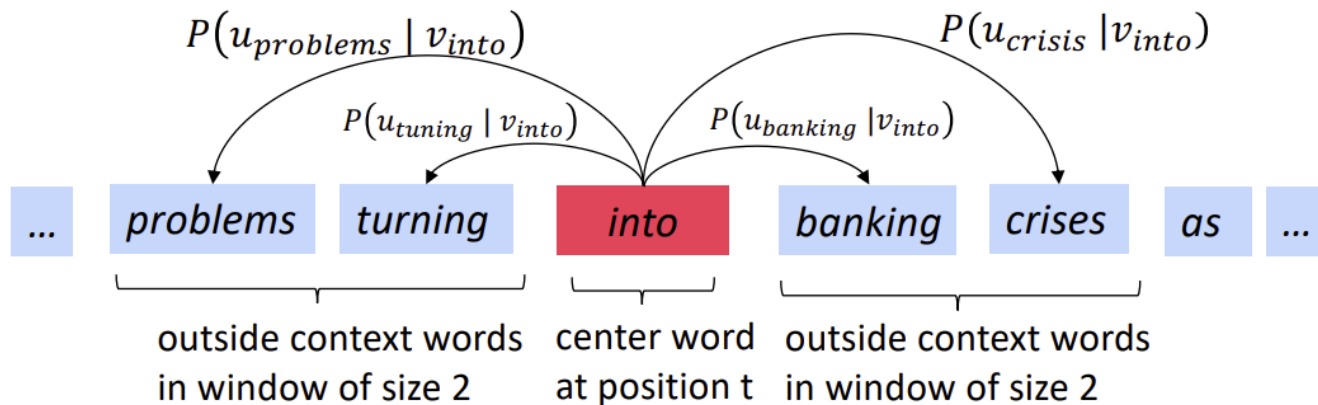 P(u_problems | v_into)
P(u_crisis |v_into)
P(u_tuning | v_into)
P(u_banking |v_into)
... problems turning into banking crises as ...
outside context words
in window of size 2
center word
at position t
outside context words
in window of size 2